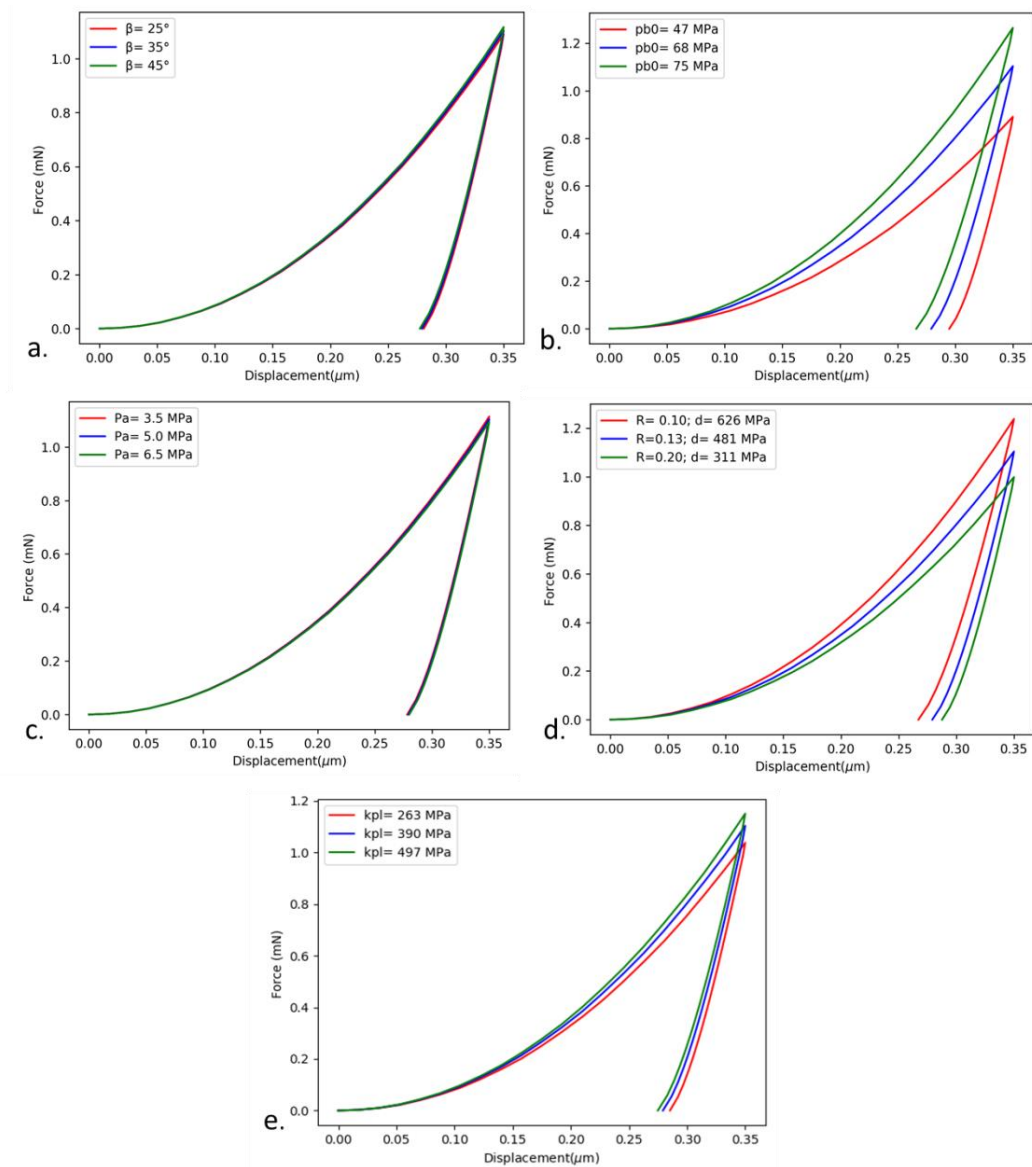 β= 25°
β= 35°
β= 45°
1.0
0.8
0.6
0.4
0.2
0.0
Force (mN)
0.00 0.05 0.10 0.15 0.20 0.25 0.30 0.35
Displacement(μm)
a.
pb0= 47 MPa
pb0= 68 MPa
pb0= 75 MPa
1.2
1.0
0.8
0.6
0.4
0.2
0.0
Force (mN)
0.00 0.05 0.10 0.15 0.20 0.25 0.30 0.35
Displacement(μm)
b.
Pa= 3.5 MPa
Pa= 5.0 MPa
Pa= 6.5 MPa
1.0
0.8
0.6
0.4
0.2
0.0
Force (mN)
0.00 0.05 0.10 0.15 0.20 0.25 0.30 0.35
Displacement(μm)
c.
R= 0.10; d= 626 MPa
R=0.13; d= 481 MPa
R=0.20; d= 311 MPa
1.2
1.0
0.8
0.6
0.4
0.2
0.0
Force (mN)
0.00 0.05 0.10 0.15 0.20 0.25 0.30 0.35
Displacement(μm)
d.
kpl= 263 MPa
kpl= 390 MPa
kpl= 497 MPa
1.2
1.0
0.8
0.6
0.4
0.2
0.0
Force (mN)
0.00 0.05 0.10 0.15 0.20 0.25 0.30 0.35
Displacement(μm)
e.